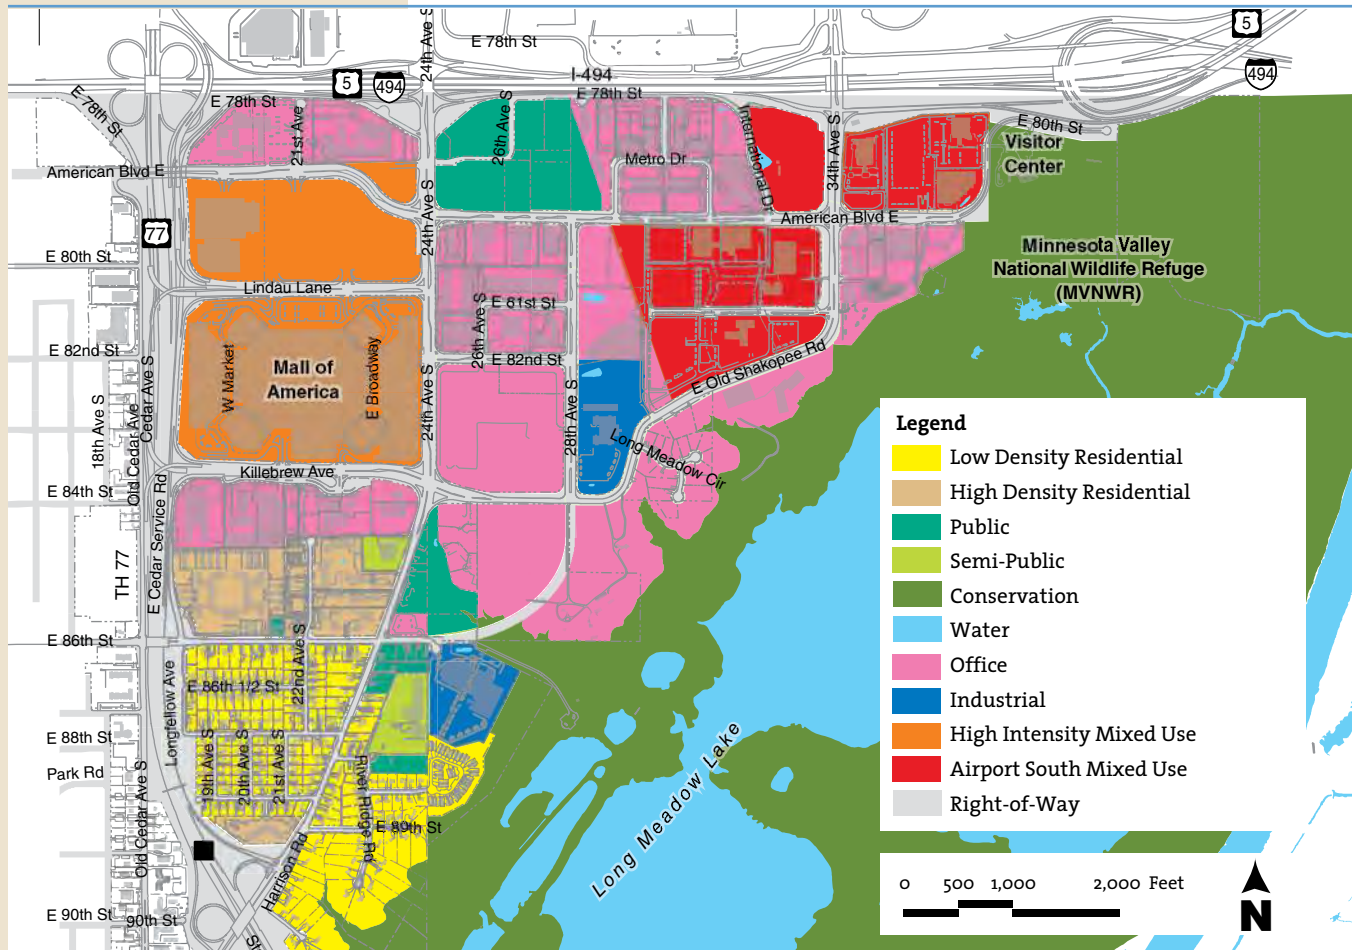 5
24th Ave S
E 78th St
I-494
5
494
494
E 78th St
E 78th St
E 78th St
21st Ave
26th Ave S
International Dr
34th Ave S
E 80th St
Visitor
Center
Metro Dr
American Blvd E
24th Ave S
American Blvd E
77
E 80th St
Minnesota Valley
National Wildlife Refuge
(MVNWR)
Lindau Lane
E 81st St
26th Ave S
E 82nd St
E 82nd St
E Old Shakopee Rd
W Market
Mall of
America
E Broadway
24th Ave S
28th Ave S
18th Ave S
Old Cedar Ave
Cedar Ave S
Long Meadow Cir
Killebrew Ave
E 84th St
E Cedar Service Rd
TH 77
E 86th St
Longfellow Ave
E 86th 1/2 St
22nd Ave S
E 88th St
Park Rd
Old Cedar Ave S
19th Ave S
20th Ave S
21st Ave S
River Ridge Rd
E 89th St
Harrison Rd
E 90th St
90th St
Long Meadow Lake
Legend
Low Density Residential
High Density Residential
Public
Semi-Public
Conservation
Water
Office
Industrial
High Intensity Mixed Use
Airport South Mixed Use
Right-of-Way
0 500 1,000 2,000 Feet
N